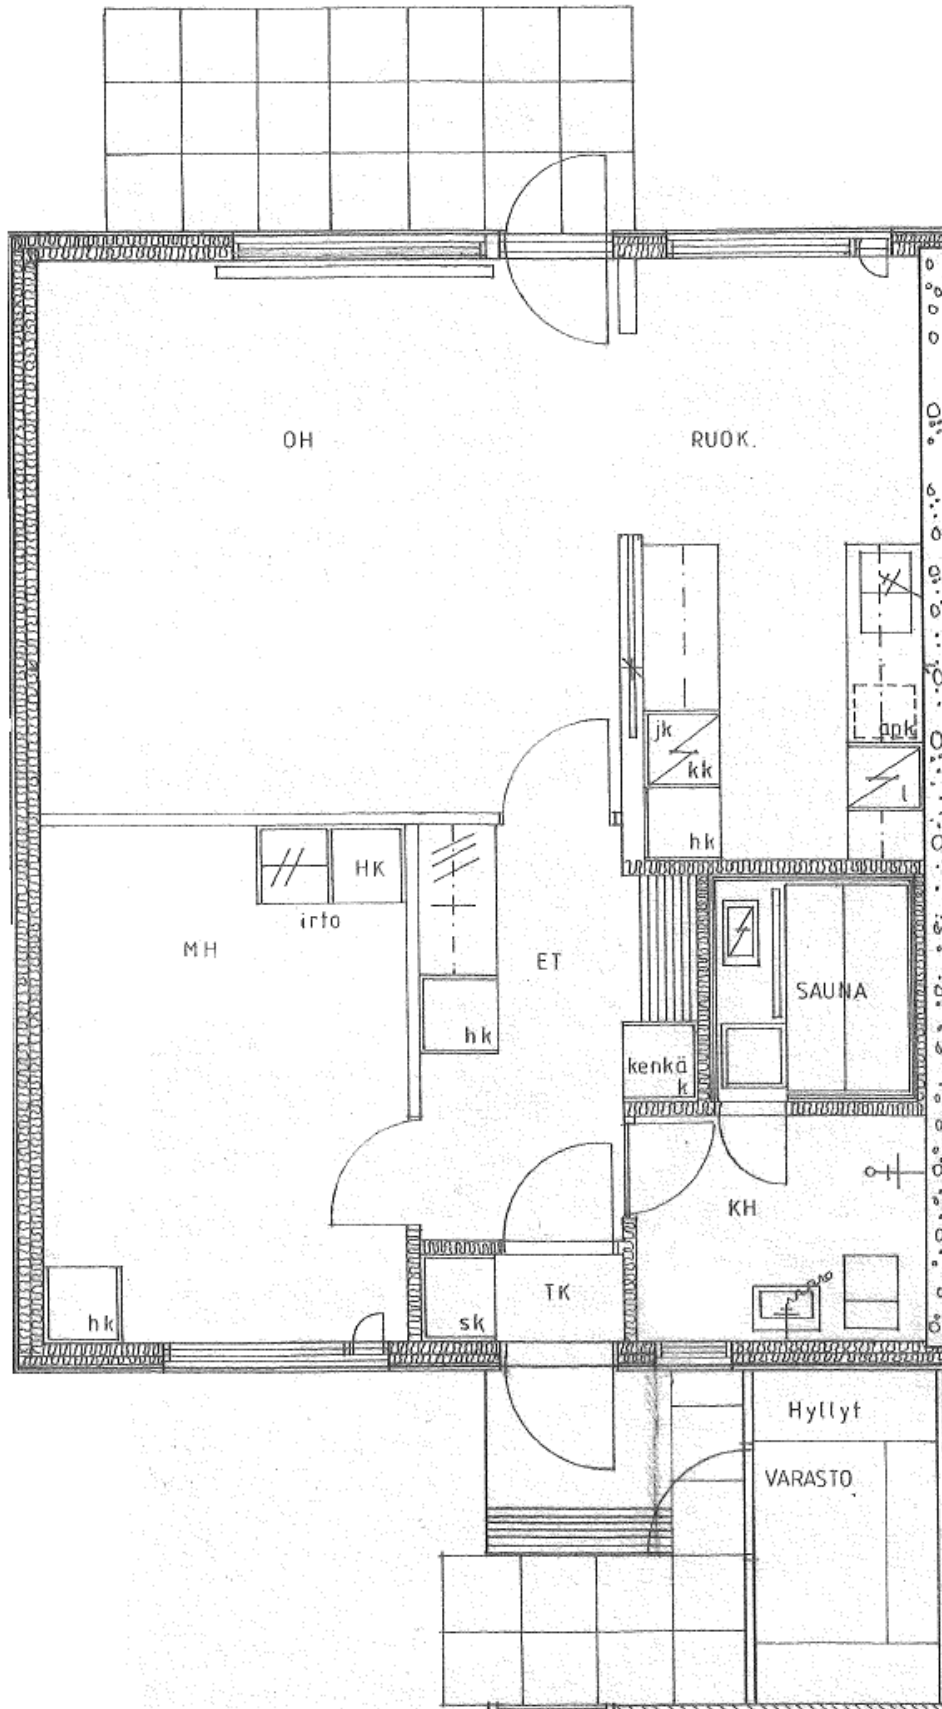 OH
RUOK.
apk
jk
kk
l
hk
HK
irto
MH
ET
SAUNA
hk
kenkä
k
KH
TK
hk
sk
Hyllyt
VARASTO